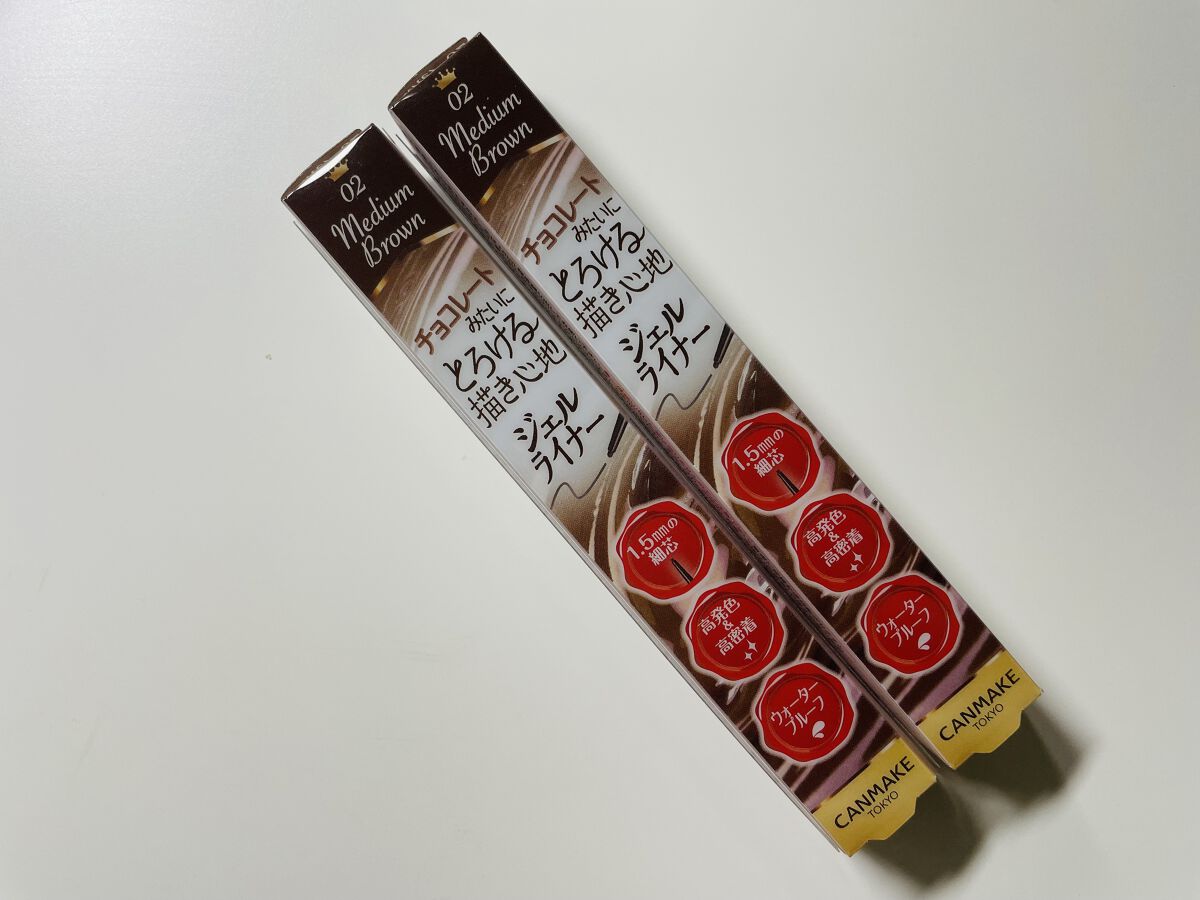 02
Medium
Brown
チョコレート
みたいに
とろける
描き心地
ジェル
ライナー
1.5mmの
細芯
高発色
&
高密着
ウォーター
プルーフ
CANMAKE
TOKYO
02
Medium
Brown
チョコレート
みたいに
とろける
描き心地
ジェル
ライナー
1.5mmの
細芯
高発色
&
高密着
ウォーター
プルーフ
CANMAKE
TOKYO